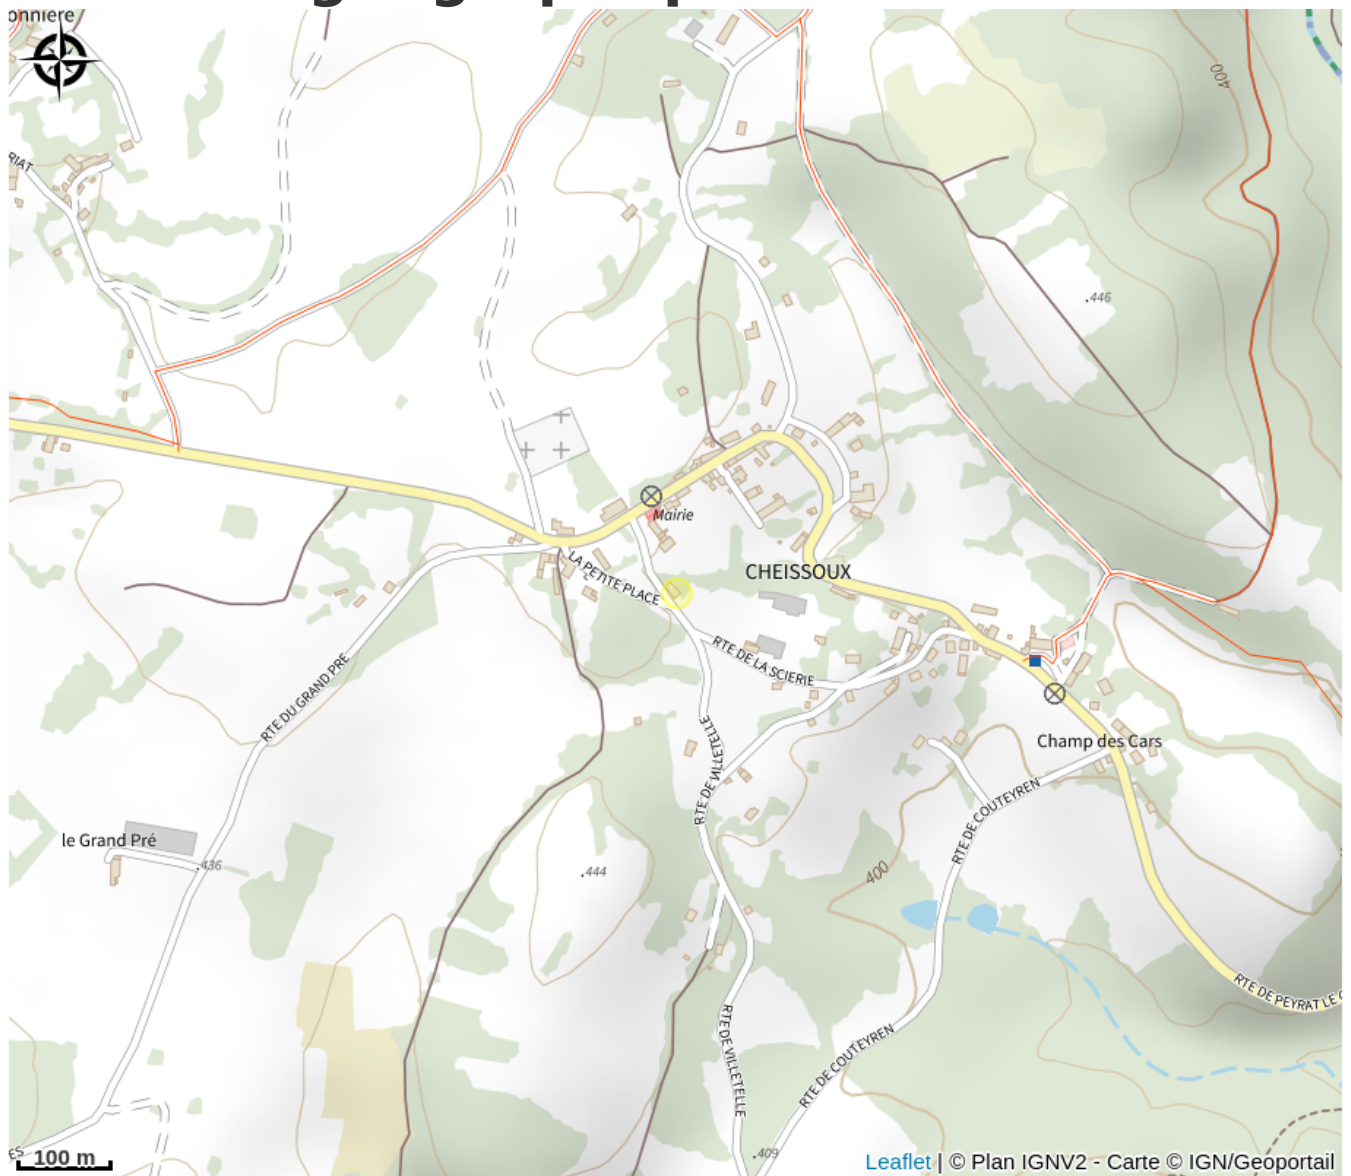 onnière
400
RIAT
.446
Mairie
CHEISSOUX
LA PETITE PLACE
RTE DE LA SCIERIE
RTE DU GRAND PRE
RTE DE VILLETELLE
Champ des Cars
RTE DE COUTEYREN
le Grand Pré
.436
.444
400
RTE DE PEYRAT LE
RTE DE VILLETELLE
RTE DE COUTEYREN
.409
ES
100 m
Leaflet | © Plan IGNV2 - Carte © IGN/Geoportail